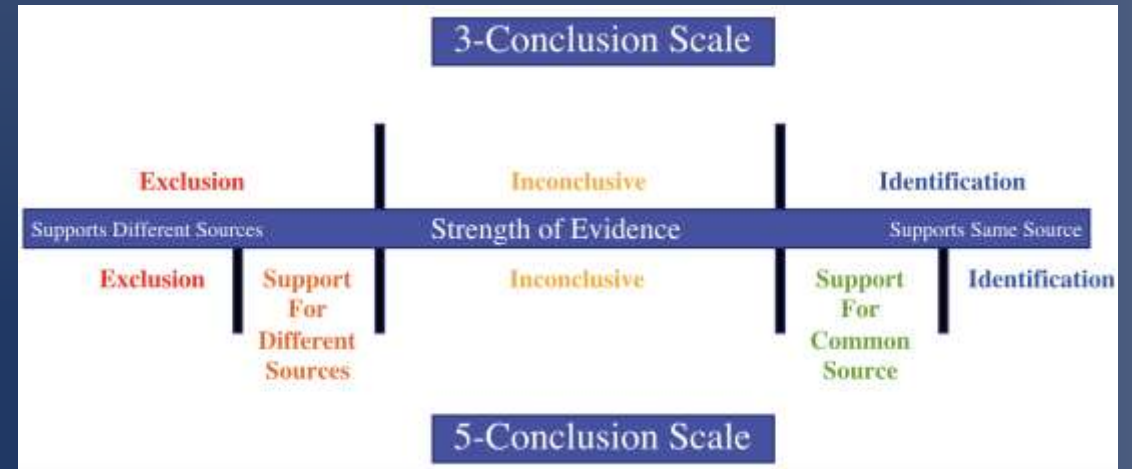 3-Conclusion Scale
Exclusion
Inconclusive
Identification
Supports Different Sources
Strength of Evidence
Supports Same Source
Exclusion
Support
For
Different
Sources
Inconclusive
Support
For
Common
Source
Identification
5-Conclusion Scale